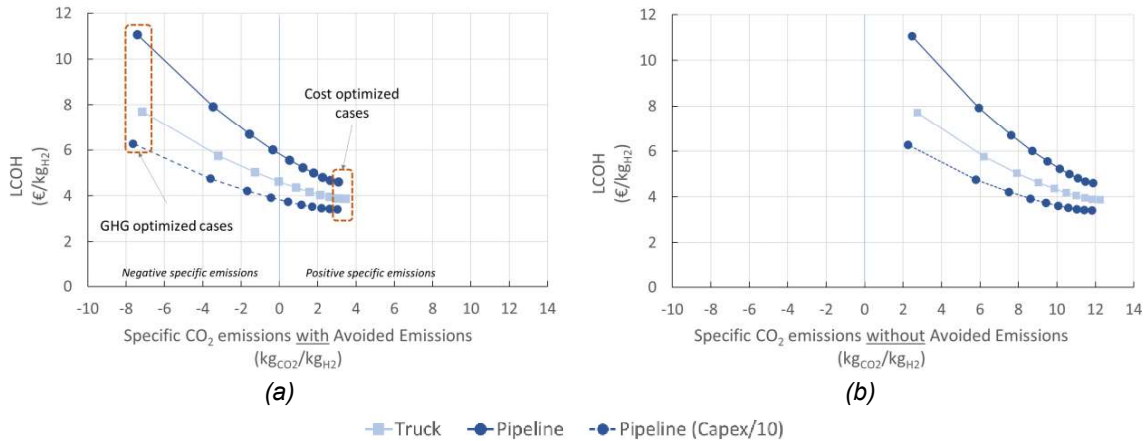 12
10
8
6
4
2
0
LCOH
(€/kgH2)
Cost optimized
cases
GHG optimized cases
Negative specific emissions
Positive specific emissions
-10 -8 -6 -4 -2 0 2 4 6 8 10 12 14
Specific CO2 emissions with Avoided Emissions
(kgCO2/kgH2)
(a)
12
10
8
6
4
2
0
LCOH
(€/kgH2)
-10 -8 -6 -4 -2 0 2 4 6 8 10 12 14
Specific CO2 emissions without Avoided Emissions
(kgCO2/kgH2)
(b)
Truck Pipeline Pipeline (Capex/10)